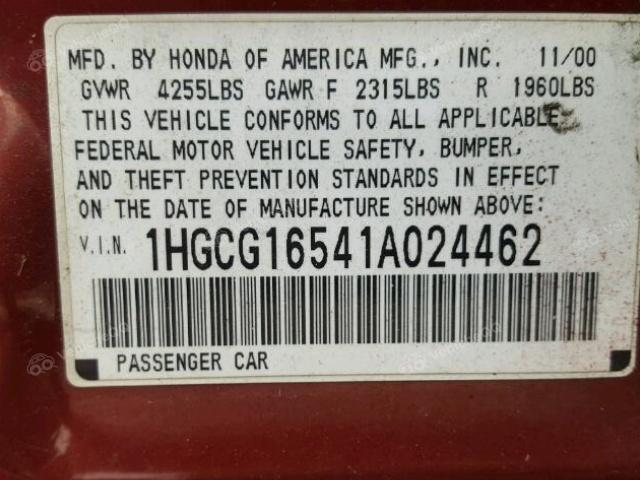 MFD. BY HONDA OF AMERICA MFG., INC. 11/00
GVWR 4255LBS GAWR F 2315LBS R 1960LBS
THIS VEHICLE CONFORMS TO ALL APPLICABLE
FEDERAL MOTOR VEHICLE SAFETY, BUMPER,
AND THEFT PREVENTION STANDARDS IN EFFECT
ON THE DATE OF MANUFACTURE SHOWN ABOVE:
V.I.N. 1HGCG16541A024462
PASSENGER CAR